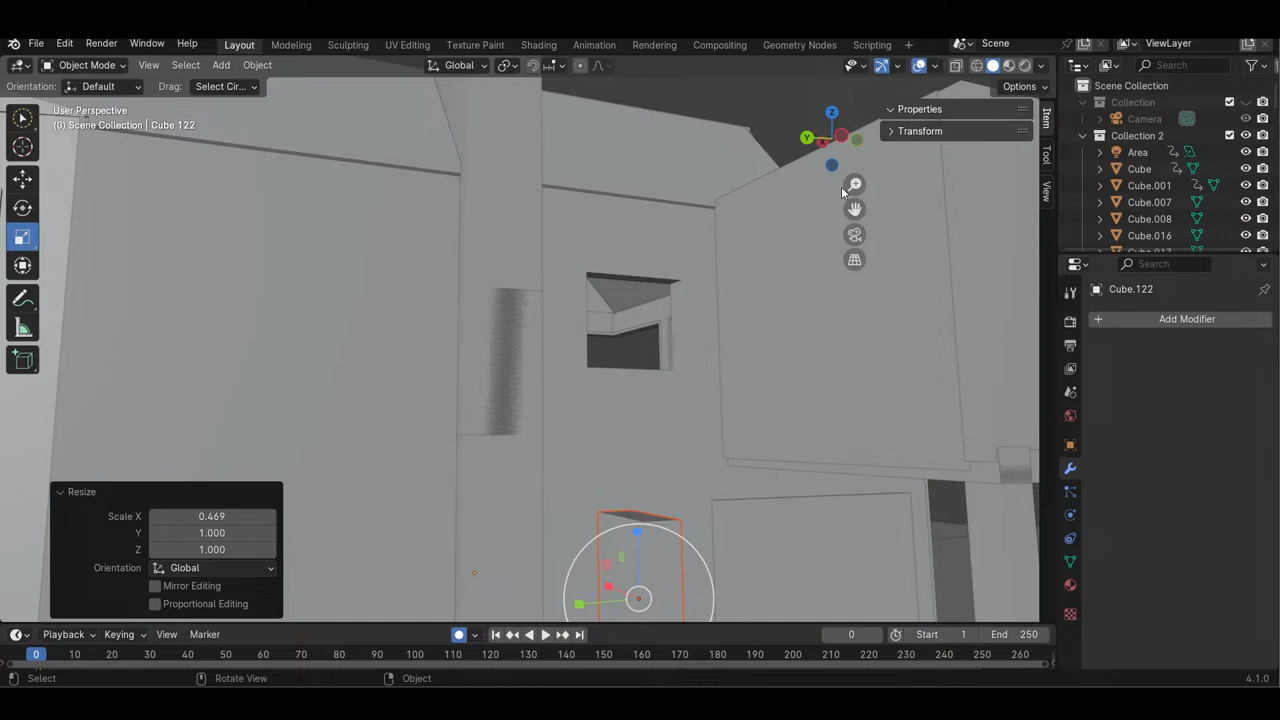 File Edit Render Window Help Layout Modeling Sculpting UV Editing Texture Paint Shading Animation Rendering Compositing Geometry Nodes Scripting + Scene ViewLayer
Object Mode View Select Add Object Global Search
Orientation: Default Drag: Select Cir... Options
User Perspective
(0) Scene Collection | Cube.122
Z
Y
X
Properties
Transform
Item
Tool
View
Scene Collection
Collection
Camera
Collection 2
Area
Cube
Cube.001
Cube.007
Cube.008
Cube.016
Search
Cube.122
+ Add Modifier
Resize
Scale X 0.469
Y 1.000
Z 1.000
Orientation Global
Mirror Editing
Proportional Editing
Playback Keying View Marker 0 Start 1 End 250
0 10 20 30 40 50 60 70 80 90 100 110 120 130 140 150 160 170 180 190 200 210 220 230 240 250 260
Select Rotate View Object 4.1.0